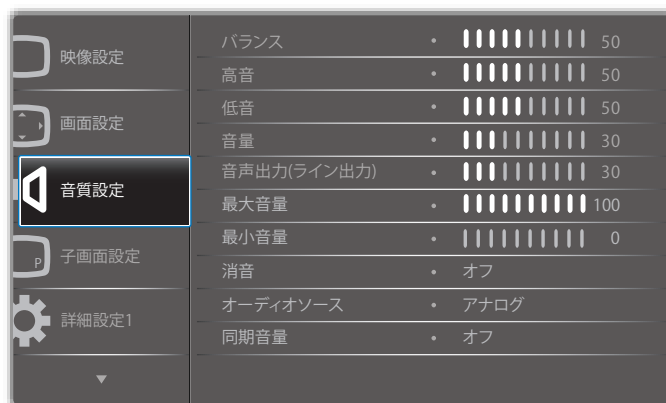 映像設定
画面設定
音質設定
P
子画面設定
詳細設定1
バランス • 50
高音 • 50
低音 • 50
音量 • 30
音声出力(ライン出力) • 30
最大音量 • 100
最小音量 • 0
消音 • オフ
オーディオソース • アナログ
同期音量 • オフ